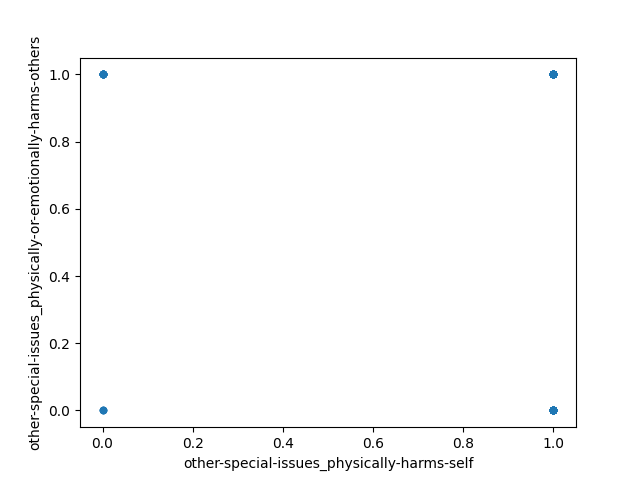 other-special-issues_physically-or-emotionally-harms-others
1.0
0.8
0.6
0.4
0.2
0.0
0.0 0.2 0.4 0.6 0.8 1.0
other-special-issues_physically-harms-self